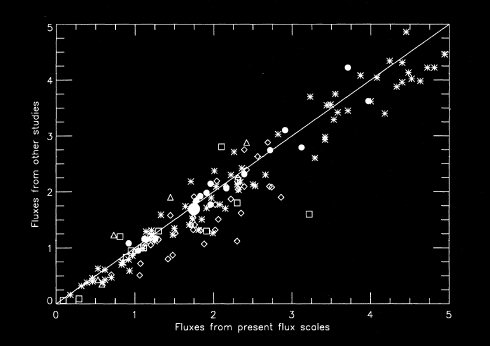 5
4
3
2
1
0
Fluxes from other studies
0 1 2 3 4 5
Fluxes from present flux scales